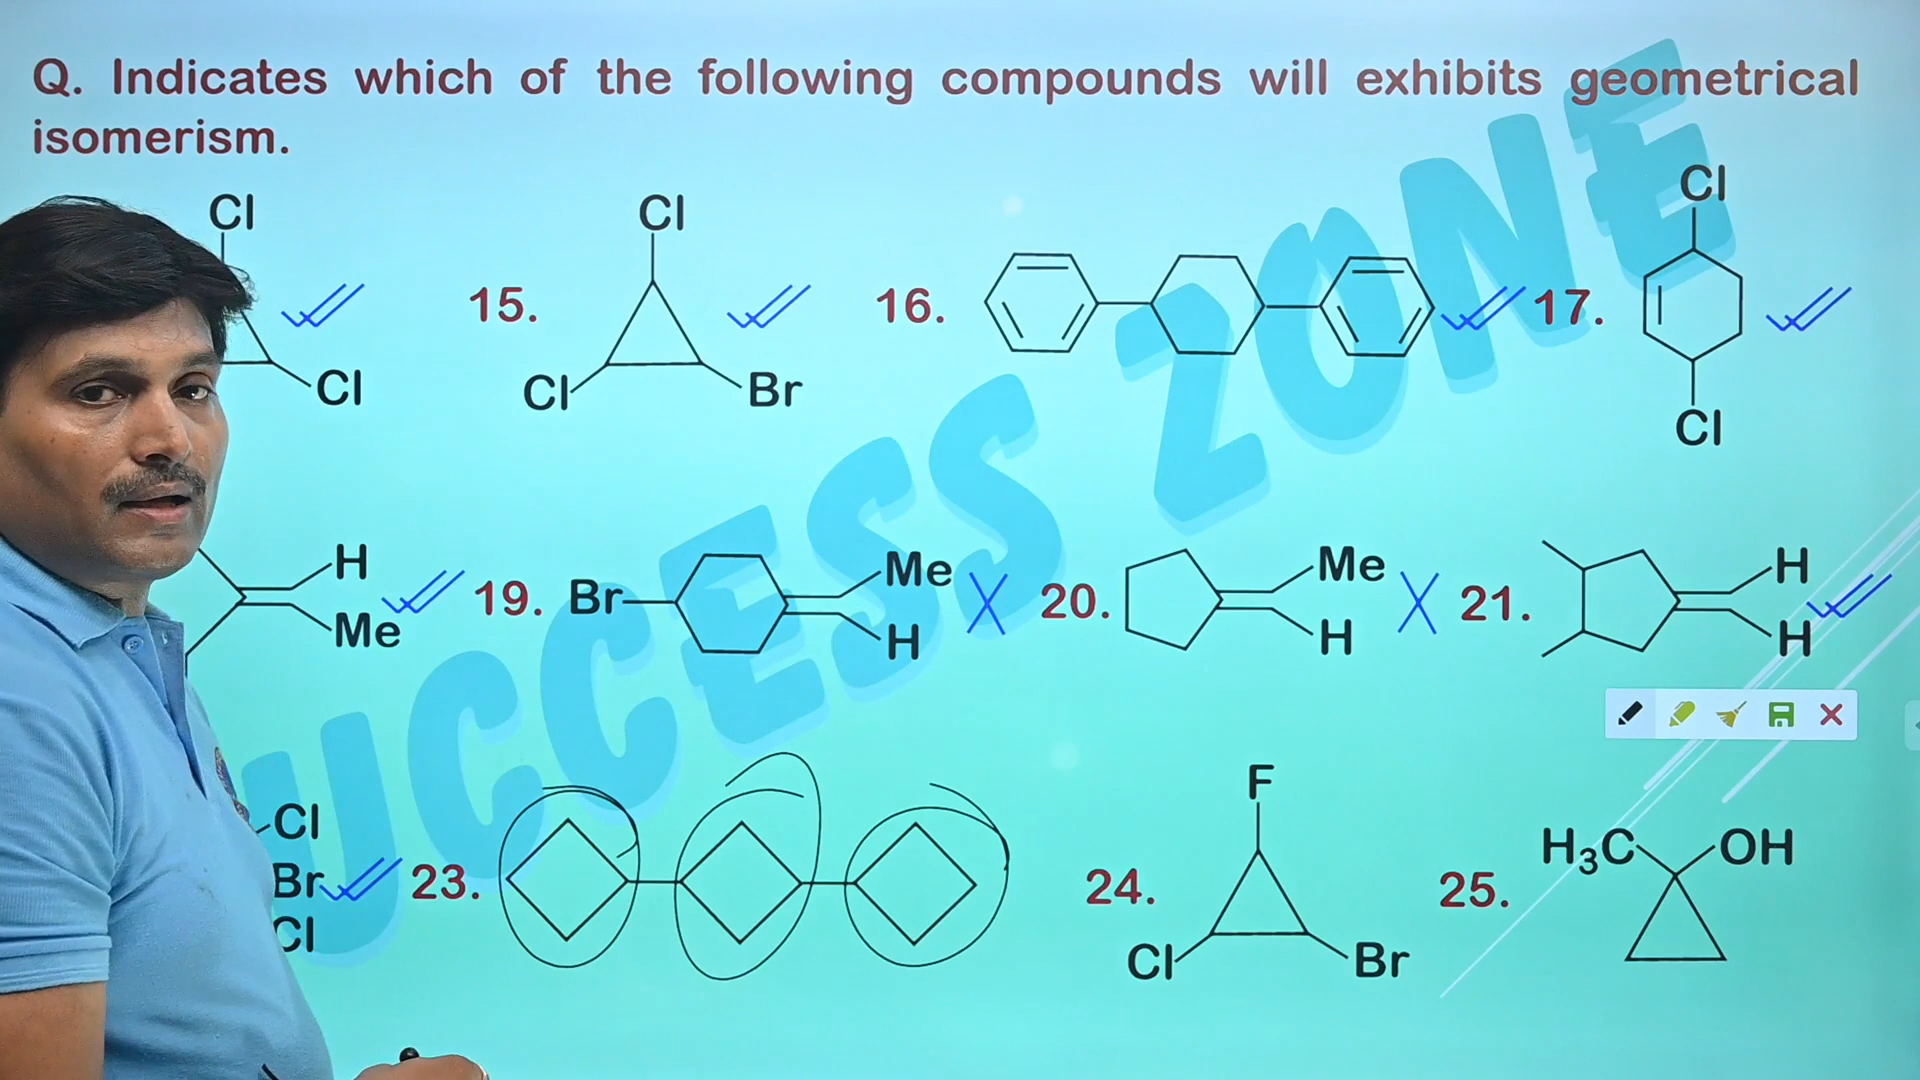 Q. Indicates which of the following compounds will exhibits geometrical
isomerism.
Cl
Cl
15.
Cl
Cl
Br
16.
17.
Cl
Cl
H
Me
19.
Br
Me
H
20.
Me
H
21.
H
H
Cl
Br
Cl
23.
24.
F
Cl
Br
25.
H₃C
OH
UCCESS ZONE